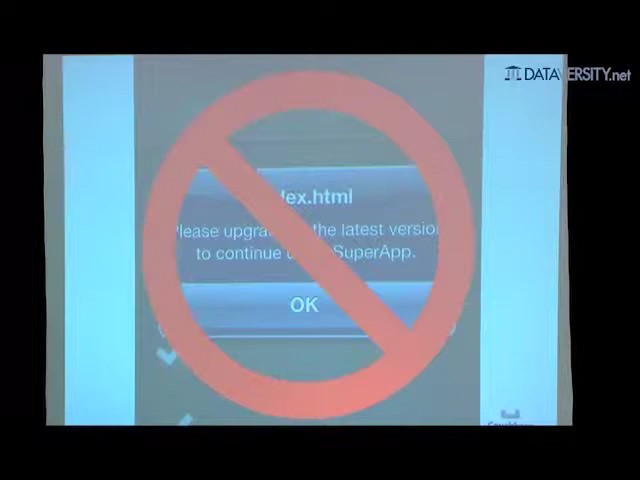 DATAVERSITY.net
dex.html
Please upgrade the latest version
to continue SuperApp.
OK